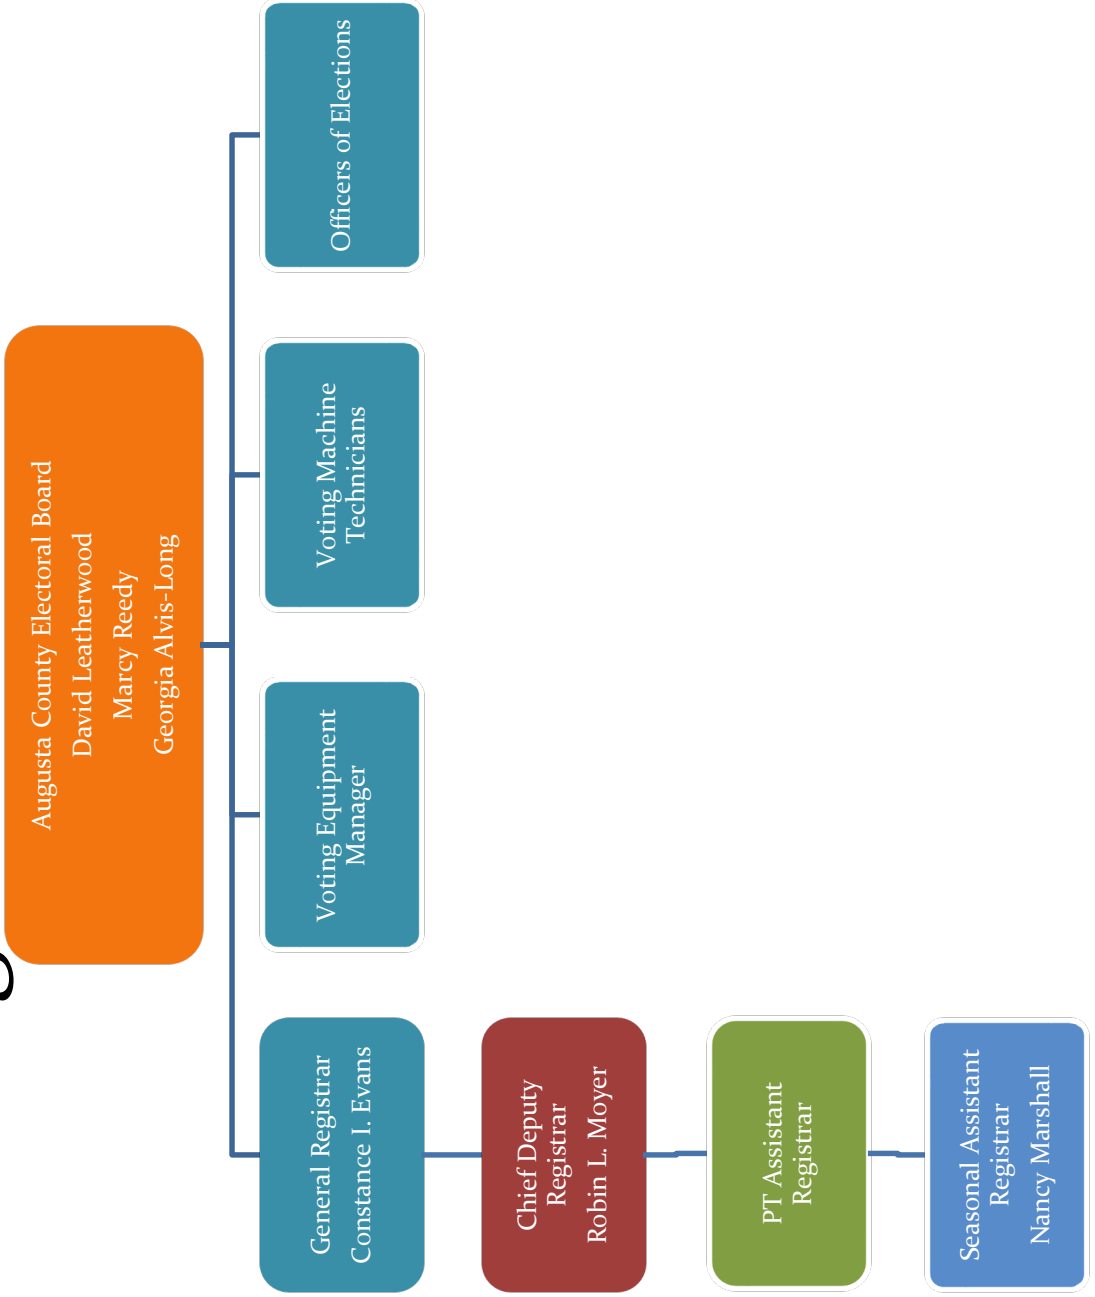 Augusta County Electoral Board
David Leatherwood
Marcy Reedy
Georgia Alvis-Long
General Registrar
Constance I. Evans
Voting Equipment
Manager
Voting Machine
Technicians
Officers of Elections
Chief Deputy
Registrar
Robin L. Moyer
PT Assistant
Registrar
Seasonal Assistant
Registrar
Nancy Marshall